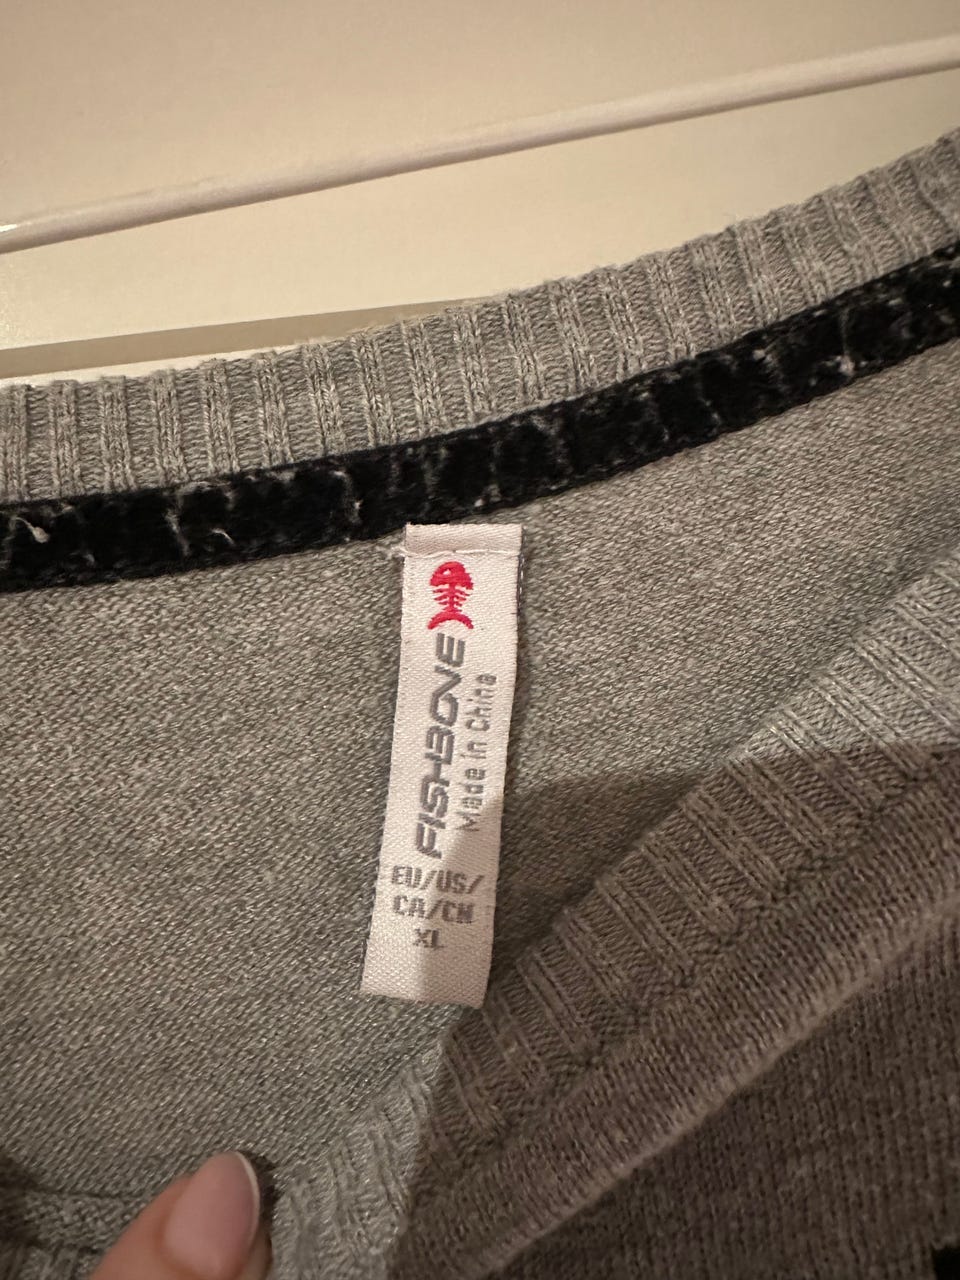 FISHBONE
Made in China
EU/US/
CA/CN
XL